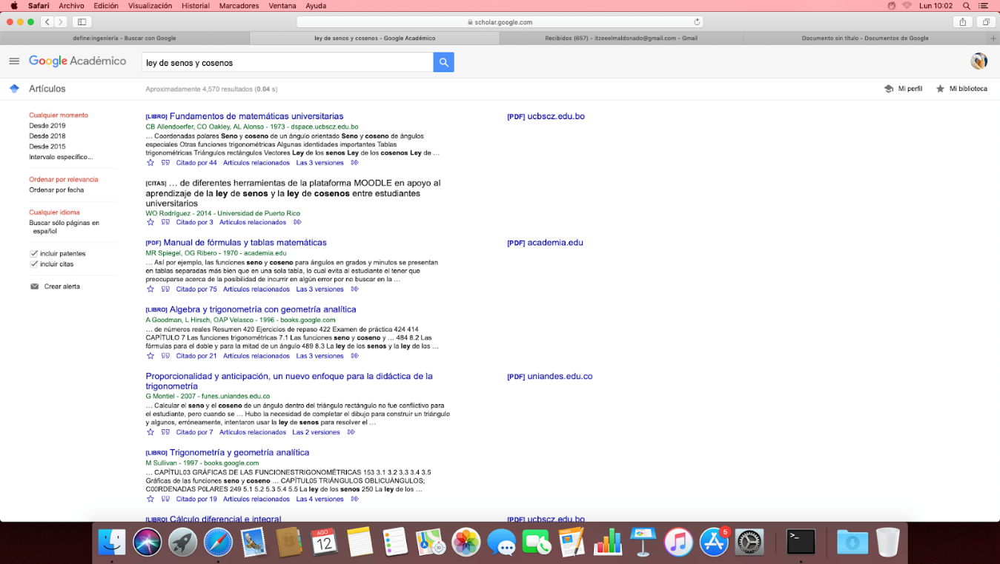 Safari Archivo Edición Visualización Historial Marcadores Ventana Ayuda Lun 10:02
scholar.google.com
define:ingeniería - Buscar con Google
ley de senos y cosenos - Google Académico
Recibidos (657) - itzeeelmaldonado@gmail.com - Gmail
Documento sin título - Documentos de Google
Google Académico
ley de senos y cosenos
Artículos
Aproximadamente 4,570 resultados (0.04 s)
Mi perfil
Mi biblioteca
Cualquier momento
Desde 2019
Desde 2018
Desde 2015
Intervalo específico...
Ordenar por relevancia
Ordenar por fecha
Cualquier idioma
Buscar sólo páginas en
español
incluir patentes
incluir citas
Crear alerta
[LIBRO] Fundamentos de matemáticas universitarias
CB Allendoerfer, CO Oakley, AL Alonso - 1973 - dspace.ucbscz.edu.bo
… Coordenadas polares Seno y coseno de un ángulo orientado Seno y coseno de ángulos
especiales Otras funciones trigonométricas Algunas identidades importantes Tablas
trigonométricas Triángulos rectángulos Vectores Ley de los senos Ley de los cosenos Ley de …
Citado por 44 Artículos relacionados Las 3 versiones
[PDF] ucbscz.edu.bo
[CITAS] … de diferentes herramientas de la plataforma MOODLE en apoyo al
aprendizaje de la ley de senos y la ley de cosenos entre estudiantes
universitarios
WO Rodríguez - 2014 - Universidad de Puerto Rico
Citado por 3 Artículos relacionados
[PDF] Manual de fórmulas y tablas matemáticas
MR Spiegel, OG Ribero - 1970 - academia.edu
… Así por ejemplo, las funciones seno y coseno para ángulos en grados y minutos se presentan
en tablas separadas más bien que en una sola tabla, lo cual evita al estudiante el tener que
preocuparse acerca de la posibilidad de incurrir en algún error por no buscar en la …
Citado por 75 Artículos relacionados Las 3 versiones
[PDF] academia.edu
[LIBRO] Algebra y trigonometría con geometría analítica
A Goodman, L Hirsch, ÓAP Velasco - 1996 - books.google.com
… de números reales Resumen 420 Ejercicios de repaso 422 Examen de práctica 424 414
CAPÍTULO 7 Las funciones trigonométricas 7.1 Las funciones seno y coseno y … 484 8.2 Las
fórmulas para el doble y para la mitad de un ángulo 489 8.3 La ley de los senos y la ley de los …
Citado por 21 Artículos relacionados Las 3 versiones
Proporcionalidad y anticipación, un nuevo enfoque para la didáctica de la
trigonometría
G Montiel - 2007 - funes.uniandes.edu.co
… Calcular el seno y el coseno de un ángulo dentro del triángulo rectángulo no fue conflictivo para
el estudiante, pero cuando se … Hubo la necesidad de completar el dibujo para construir un triángulo
y algunos, erróneamente, intentaron usar la ley de senos para resolver el …
Citado por 7 Artículos relacionados Las 2 versiones
[PDF] uniandes.edu.co
[LIBRO] Trigonometría y geometría analítica
M Sullivan - 1997 - books.google.com
… CAPÍTUL03 GRÁFICAS DE LAS FUNCIONESTRIGONOMÉTRICAS 153 3.1 3.2 3.3 3.4 3.5
Gráficas de las funciones seno y coseno … CAPÍTUL05 TRIÁNGULOS OBLICUÁNGULOS;
C00RDENADAS P0LARES 249 5.1 5.2 5.3 5.4 5.5 La ley de los senos 250 La ley de los …
Citado por 19 Artículos relacionados Las 4 versiones
[LIBRO] Cálculo diferencial e integral
[PDF] ucbscz.edu.bo
AGO
12
5